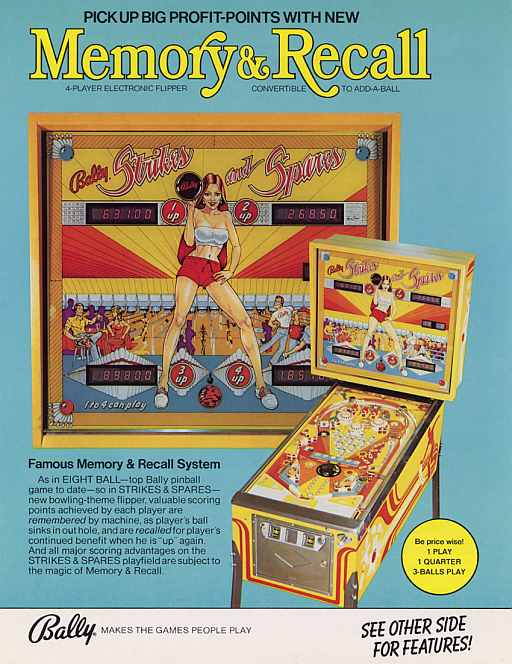 PICK UP BIG PROFIT-POINTS WITH NEW
Memory & Recall
4-PLAYER ELECTRONIC FLIPPER CONVERTIBLE TO ADD-A-BALL
Bally Strikes and Spares
Bally
63100
1 up
2 up
26850
Bally
89800
3 up
4 up
1 to 4 can play
Bally Strikes and Spares
Famous Memory & Recall System
As in EIGHT BALL—top Bally pinball
game to date—so in STRIKES & SPARES—
new bowling-theme flipper, valuable scoring
points achieved by each player are
remembered by machine, as player's ball
sinks in out hole, and are recalled for player's
continued benefit when he is "up" again.
And all major scoring advantages on the
STRIKES & SPARES playfield are subject to
the magic of Memory & Recall.
Be price wise!
1 PLAY
1 QUARTER
3-BALLS PLAY
Bally MAKES THE GAMES PEOPLE PLAY
SEE OTHER SIDE
FOR FEATURES!